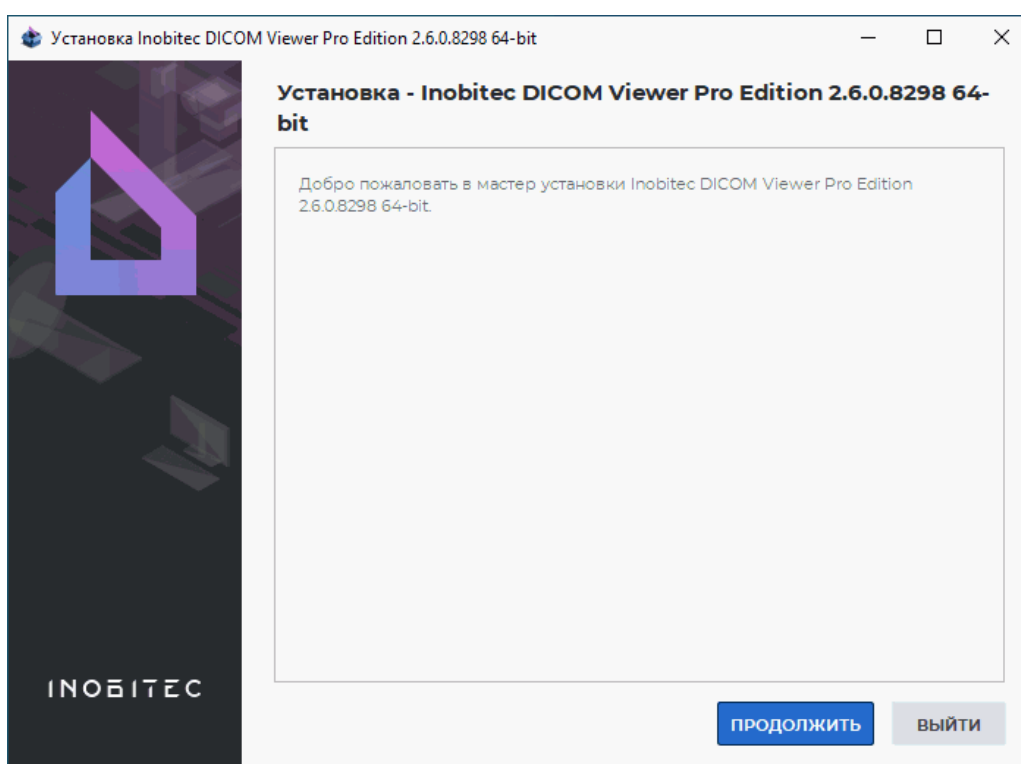 Установка Inobitec DICOM Viewer Pro Edition 2.6.0.8298 64-bit
Установка - Inobitec DICOM Viewer Pro Edition 2.6.0.8298 64-
bit
Добро пожаловать в мастер установки Inobitec DICOM Viewer Pro Edition
2.6.0.8298 64-bit.
INOBITEC
ПРОДОЛЖИТЬ
ВЫЙТИ